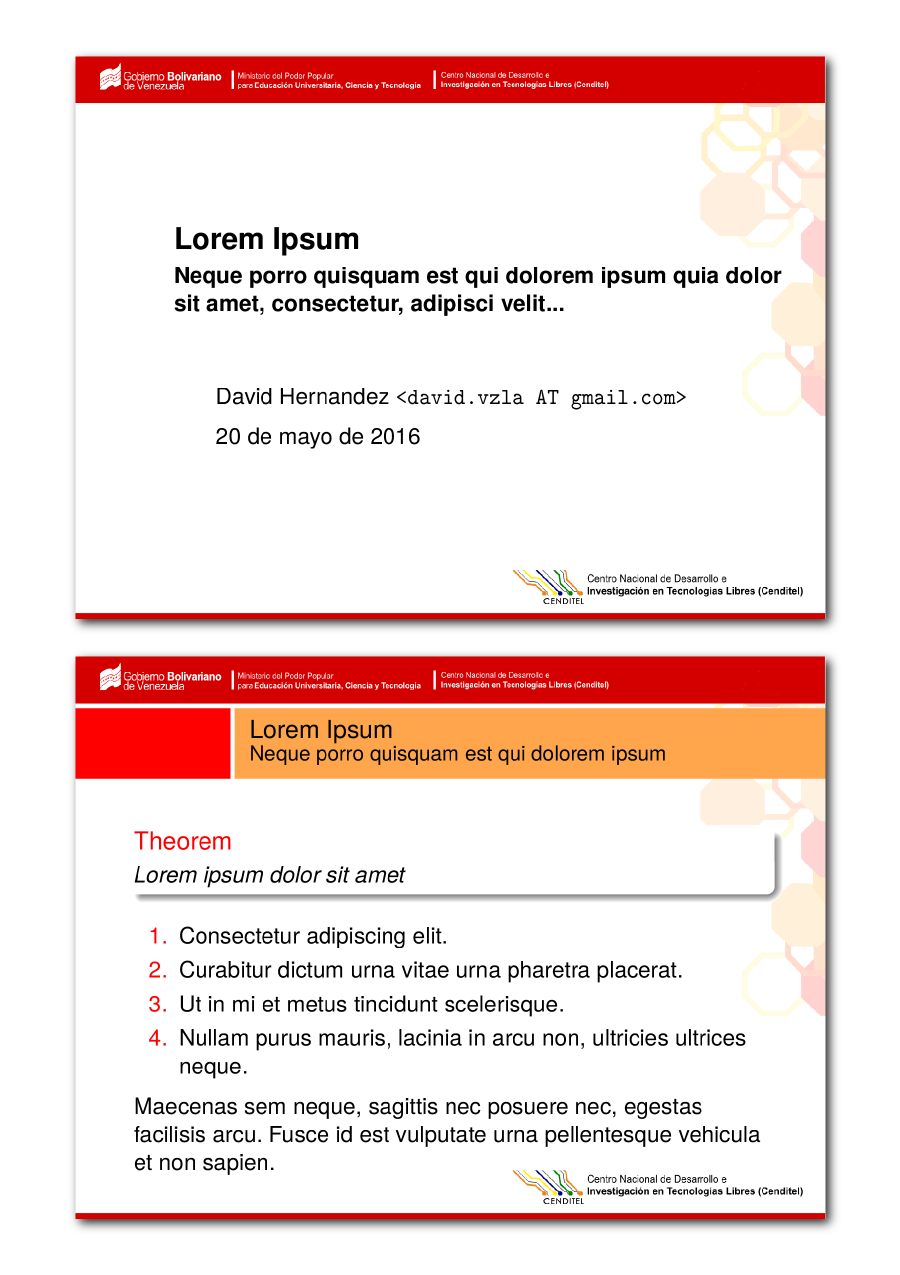 Gobierno Bolivariano
de Venezuela
Ministerio del Poder Popular
para Educación Universitaria, Ciencia y Tecnología
Centro Nacional de Desarrollo e
Investigación en Tecnologías Libres (Cenditel)
Lorem Ipsum
Neque porro quisquam est qui dolorem ipsum quia dolor
sit amet, consectetur, adipisci velit...
David Hernandez <david.vzla AT gmail.com>
20 de mayo de 2016
CENDITEL
Centro Nacional de Desarrollo e
Investigación en Tecnologías Libres (Cenditel)
Gobierno Bolivariano
de Venezuela
Ministerio del Poder Popular
para Educación Universitaria, Ciencia y Tecnología
Centro Nacional de Desarrollo e
Investigación en Tecnologías Libres (Cenditel)
Lorem Ipsum
Neque porro quisquam est qui dolorem ipsum
Theorem
Lorem ipsum dolor sit amet
1. Consectetur adipiscing elit.
2. Curabitur dictum urna vitae urna pharetra placerat.
3. Ut in mi et metus tincidunt scelerisque.
4. Nullam purus mauris, lacinia in arcu non, ultricies ultrices
neque.
Maecenas sem neque, sagittis nec posuere nec, egestas
facilisis arcu. Fusce id est vulputate urna pellentesque vehicula
et non sapien.
CENDITEL
Centro Nacional de Desarrollo e
Investigación en Tecnologías Libres (Cenditel)